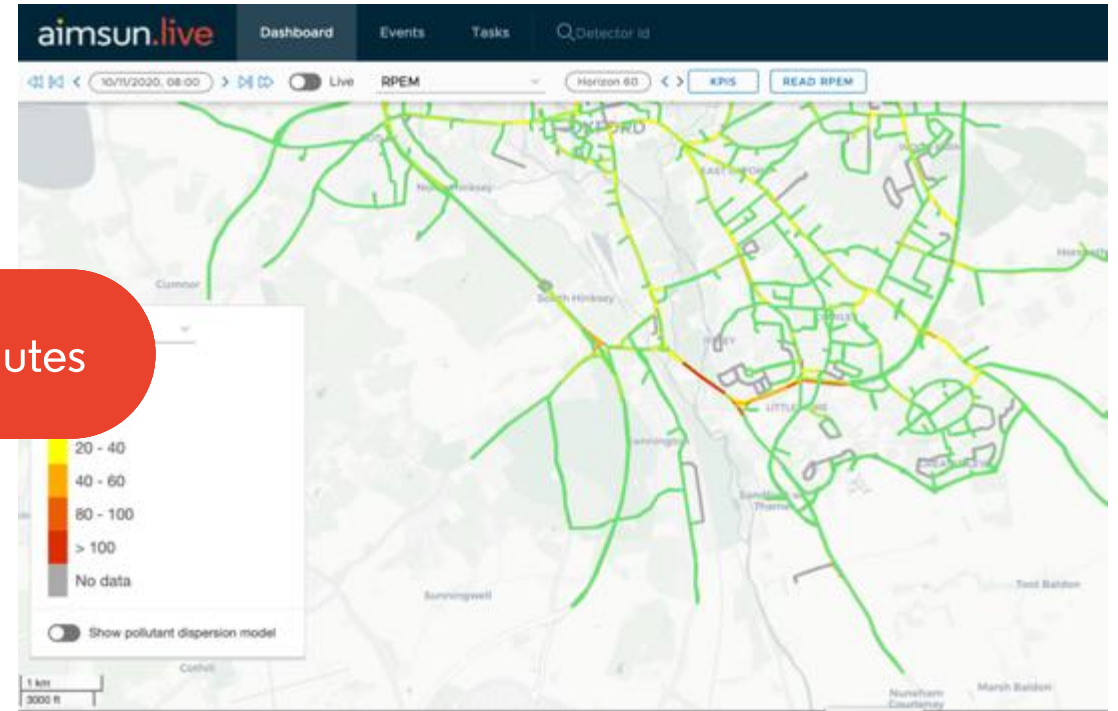 aimsun.live
Dashboard Events Tasks Detector Id
10/11/2020, 08:00 Live RPEM Horizon 60 KPIS READ RPEM
OXFORD
EAST OXFORD
North Hinksey
Cumnor
South Hinksey
utes
20 - 40
40 - 60
80 - 100
> 100
No data
Toot Baldon
Sunningwell
Show pollutant dispersion model
1 km
3000 ft
Nuneham
Courtenay
Marsh Baldon